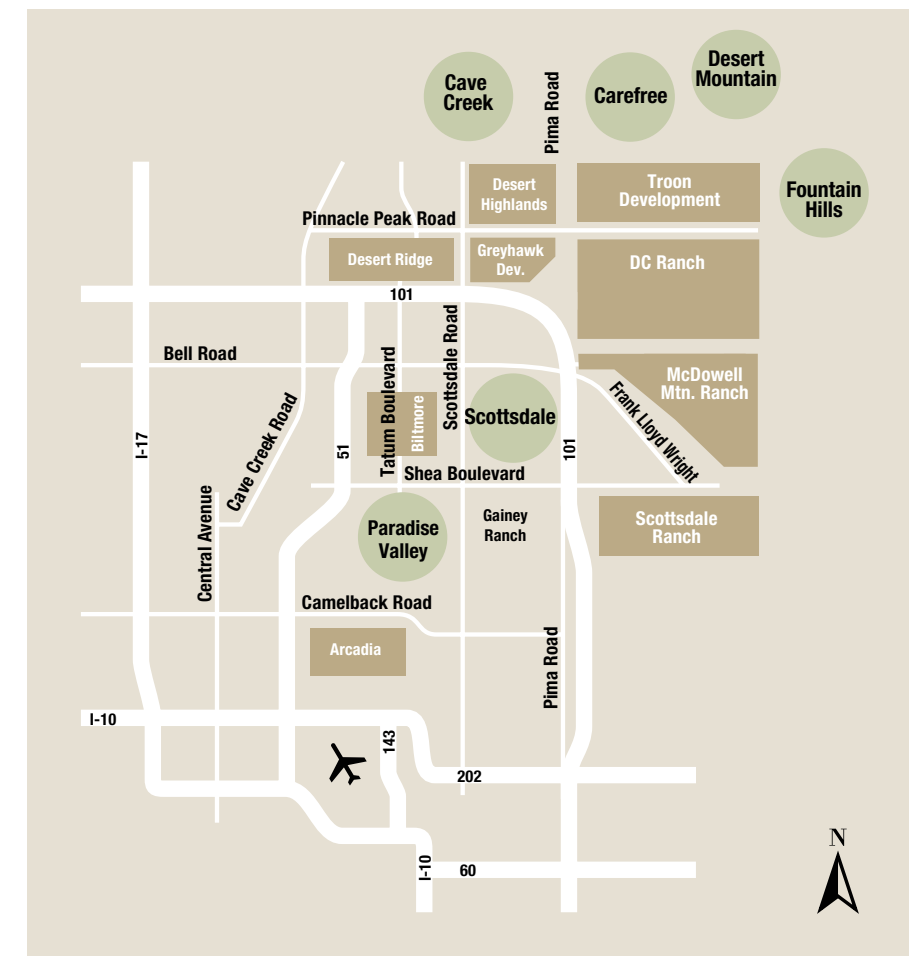 Desert
Mountain
Cave
Creek
Carefree
Pima Road
Desert
Highlands
Troon
Development
Fountain
Hills
Pinnacle Peak Road
Desert Ridge
Greyhawk
Dev.
DC Ranch
101
Bell Road
Scottsdale Road
Tatum Boulevard
Biltmore
McDowell
Mtn. Ranch
Frank Lloyd Wright
Scottsdale
Cave Creek Road
I-17
51
101
Shea Boulevard
Central Avenue
Paradise
Valley
Gainey
Ranch
Scottsdale
Ranch
Camelback Road
Arcadia
Pima Road
I-10
143
202
I-10
60
N